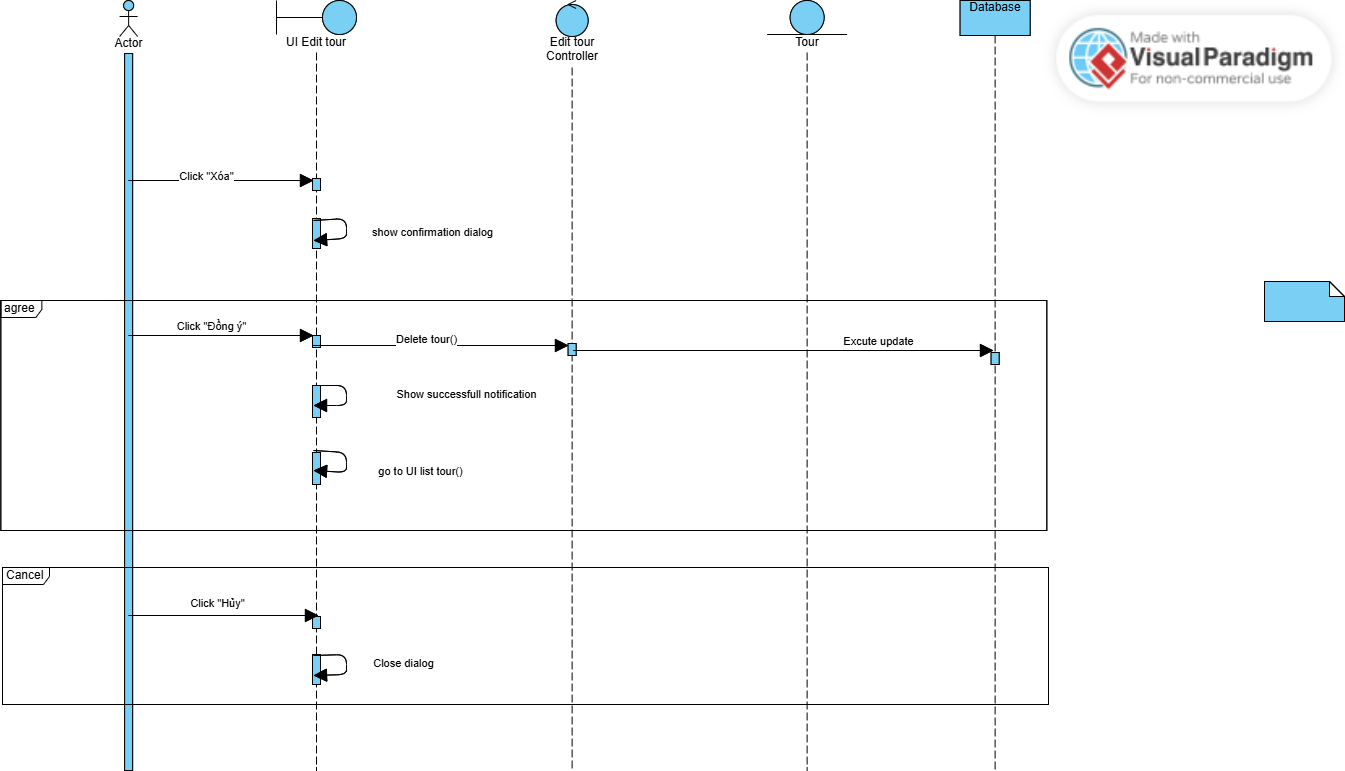 Actor
UI Edit tour
Edit tour
Controller
Tour
Database
Made with
Visual Paradigm
For non-commercial use
Click "Xóa"
show confirmation dialog
agree
Click "Đồng ý"
Delete tour()
Excute update
Show successfull notification
go to UI list tour()
Cancel
Click "Hủy"
Close dialog